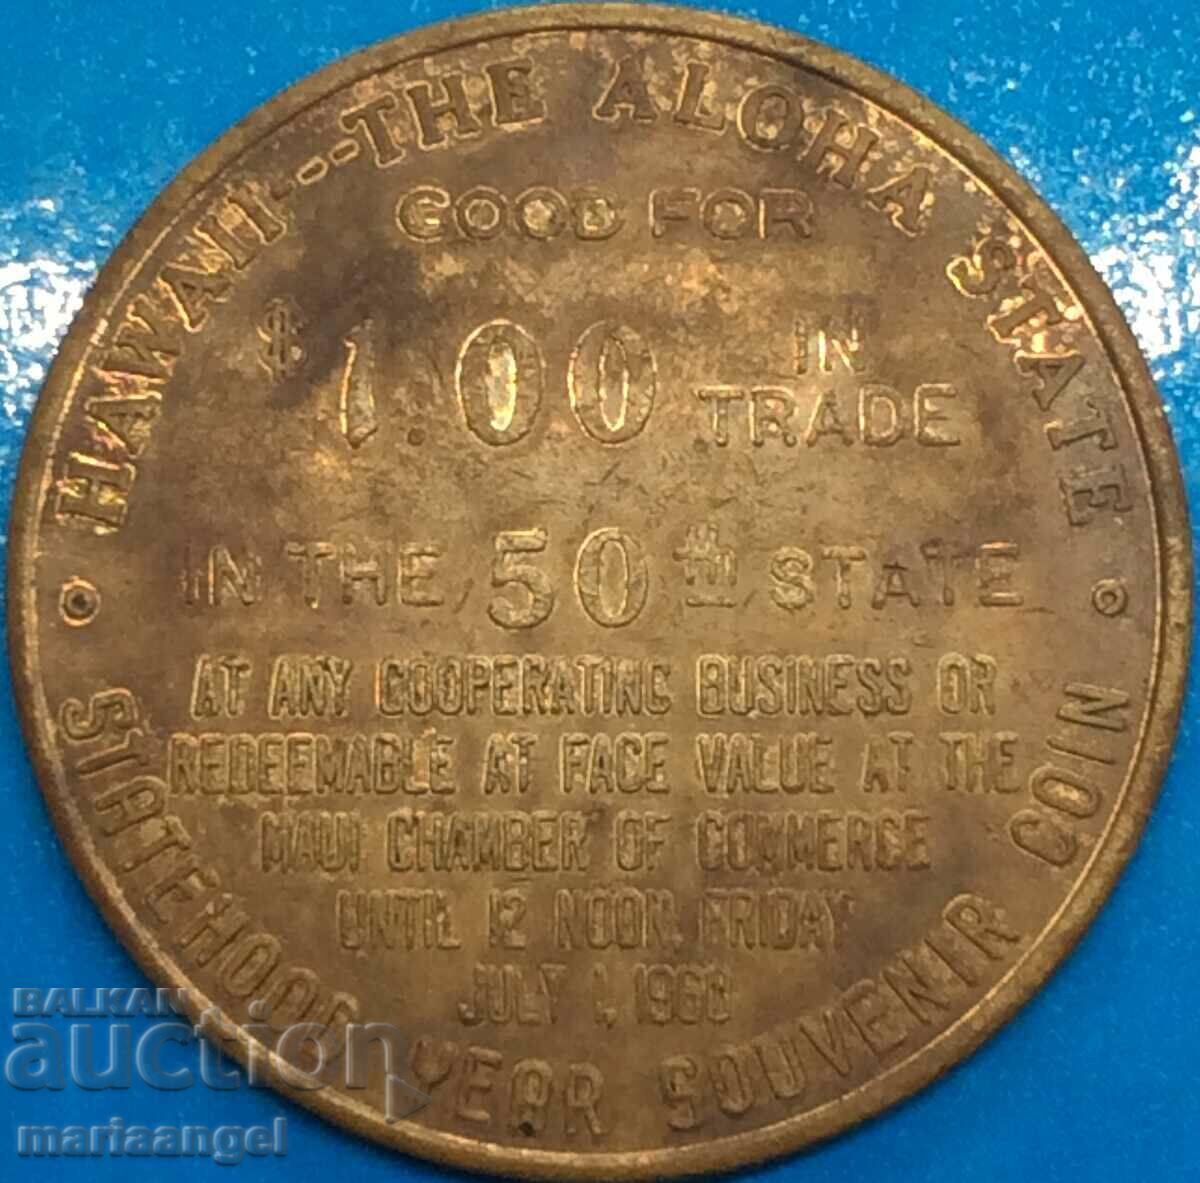 HAWAII---THE ALOHA STATE
GOOD FOR
$1.00 IN TRADE
IN THE 50th STATE
AT ANY COOPERATING BUSINESS OR
REDEEMABLE AT FACE VALUE AT THE
MAUI CHAMBER OF COMMERCE
UNTIL 12 NOON, FRIDAY
JULY 1, 1960
STATEHOOD YEAR SOUVENIR COIN
BALKAN
auction
mariaangel